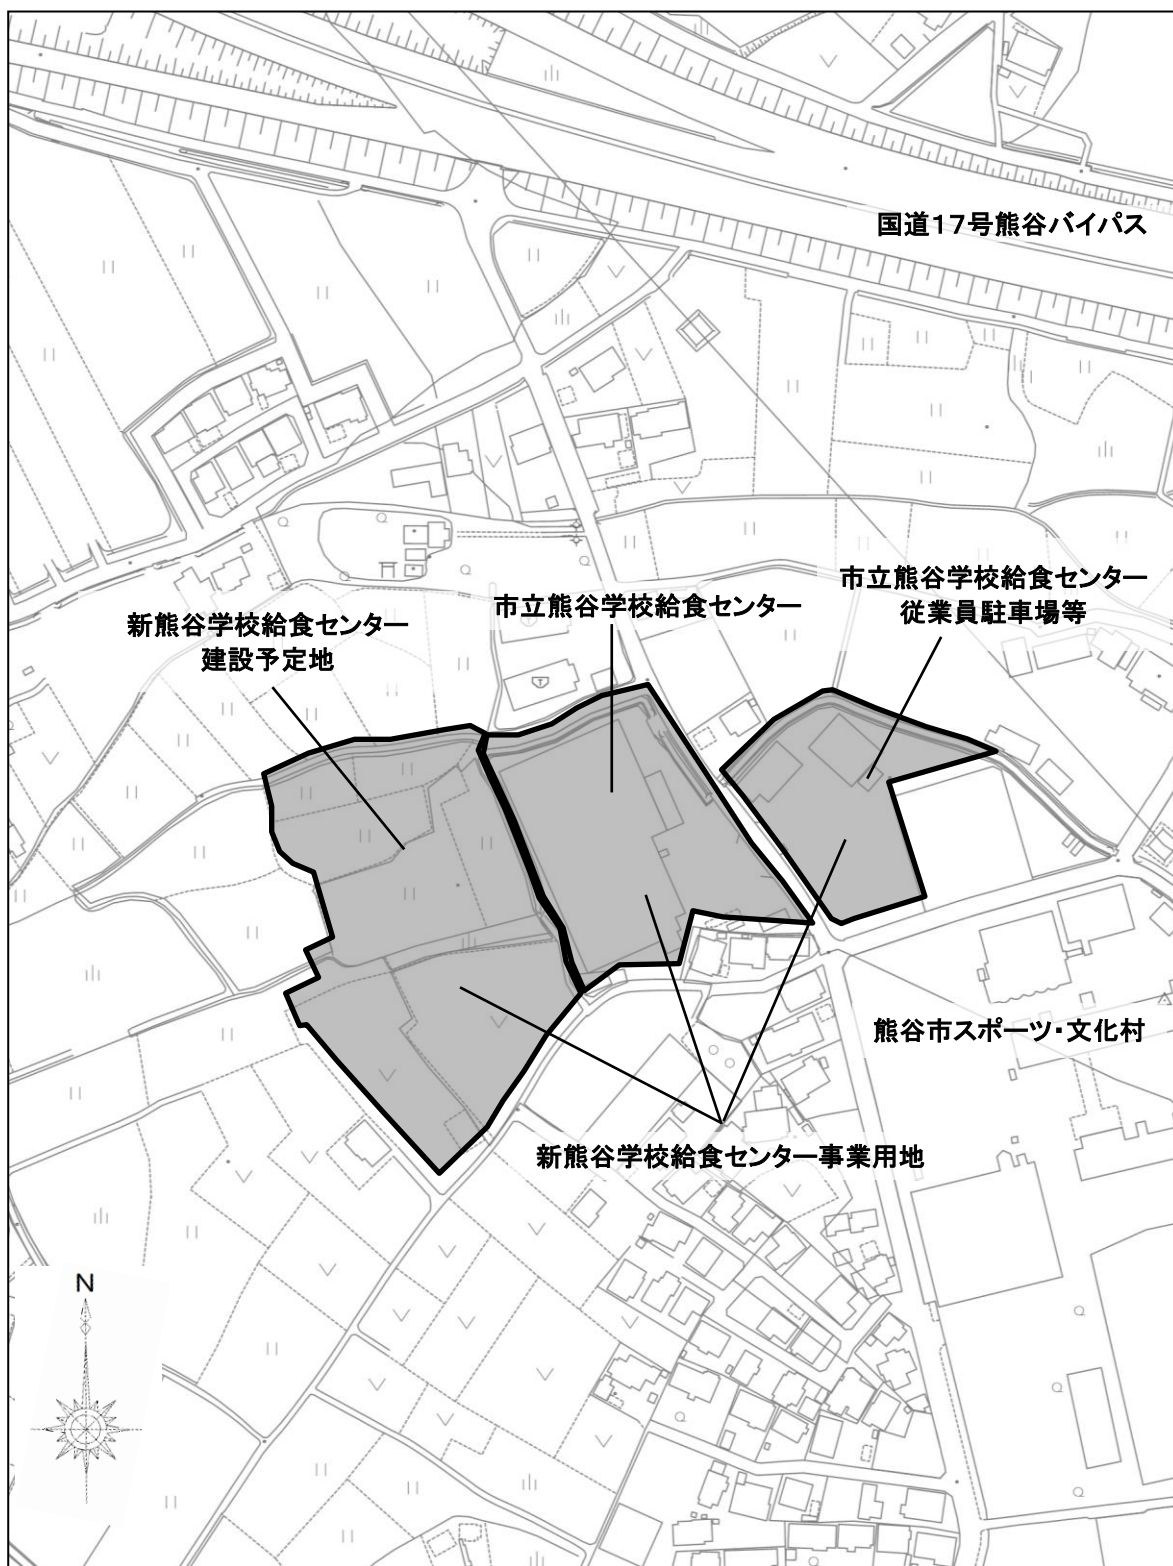 国道17号熊谷バイパス
市立熊谷学校給食センター
従業員駐車場等
市立熊谷学校給食センター
新熊谷学校給食センター
建設予定地
熊谷市スポーツ・文化村
新熊谷学校給食センター事業用地
N